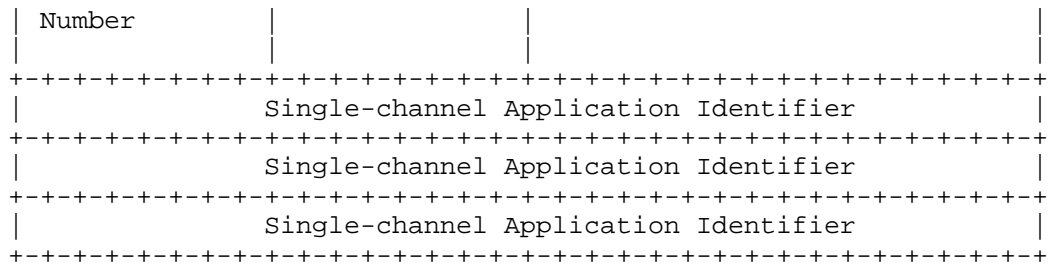 | Number        |               |                               |
|               |               |                               |
+-+-+-+-+-+-+-+-+-+-+-+-+-+-+-+-+-+-+-+-+-+-+-+-+-+-+-+-+-+-+-+-+
|               Single-channel Application Identifier           |
+-+-+-+-+-+-+-+-+-+-+-+-+-+-+-+-+-+-+-+-+-+-+-+-+-+-+-+-+-+-+-+-+
|               Single-channel Application Identifier           |
+-+-+-+-+-+-+-+-+-+-+-+-+-+-+-+-+-+-+-+-+-+-+-+-+-+-+-+-+-+-+-+-+
|               Single-channel Application Identifier           |
+-+-+-+-+-+-+-+-+-+-+-+-+-+-+-+-+-+-+-+-+-+-+-+-+-+-+-+-+-+-+-+-+